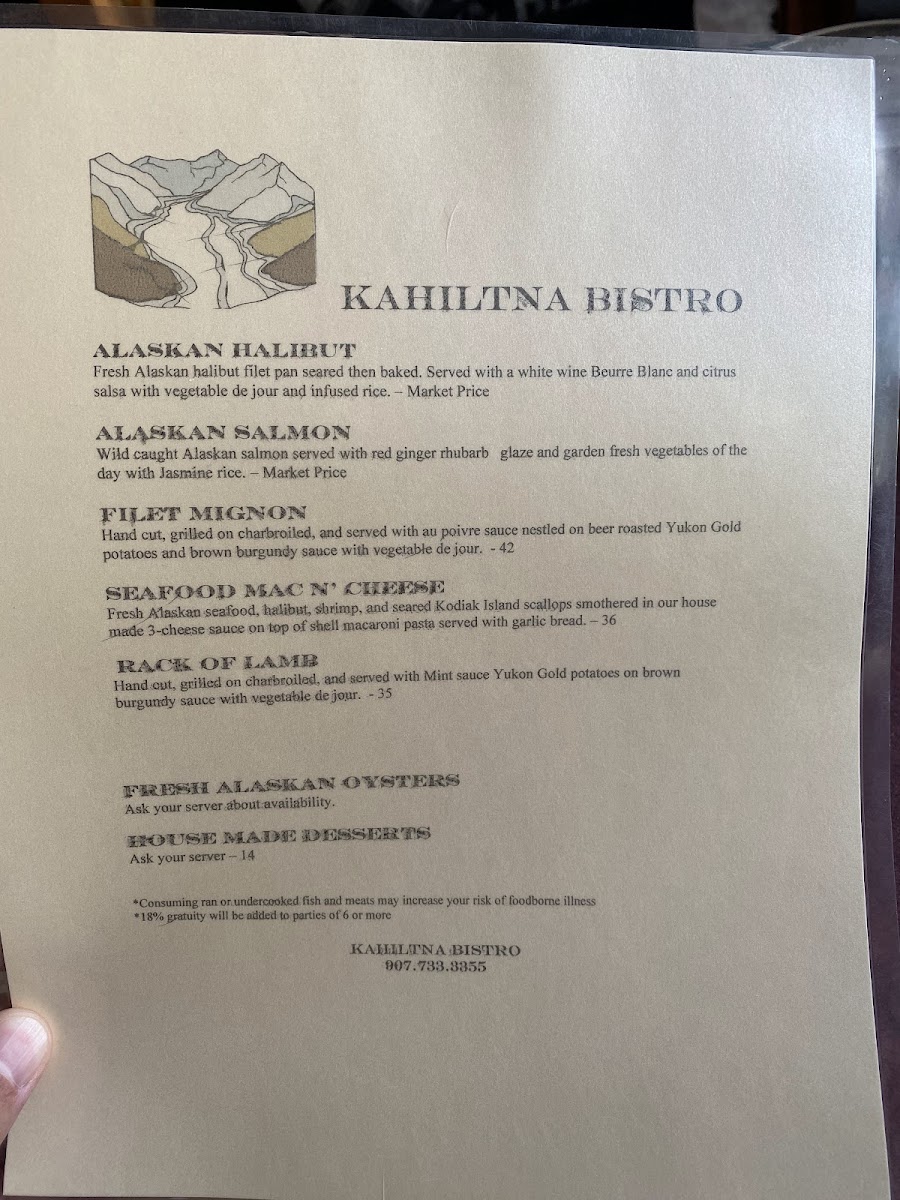 KAHILTNA BISTRO
ALASKAN HALIBUT
Fresh Alaskan halibut filet pan seared then baked. Served with a white wine Beurre Blanc and citrus
salsa with vegetable de jour and infused rice. – Market Price
ALASKAN SALMON
Wild caught Alaskan salmon served with red ginger rhubarb glaze and garden fresh vegetables of the
day with Jasmine rice. – Market Price
FILET MIGNON
Hand cut, grilled on charbroiled, and served with au poivre sauce nestled on beer roasted Yukon Gold
potatoes and brown burgundy sauce with vegetable de jour. - 42
SEAFOOD MAC N' CHEESE
Fresh Alaskan seafood, halibut, shrimp, and seared Kodiak Island scallops smothered in our house
made 3-cheese sauce on top of shell macaroni pasta served with garlic bread. – 36
RACK OF LAMB
Hand cut, grilled on charbroiled, and served with Mint sauce Yukon Gold potatoes on brown
burgundy sauce with vegetable de jour. - 35
FRESH ALASKAN OYSTERS
Ask your server about availability.
HOUSE MADE DESSERTS
Ask your server – 14
*Consuming ran or undercooked fish and meats may increase your risk of foodborne illness
*18% gratuity will be added to parties of 6 or more
KAHILTNA BISTRO
907.733.3355